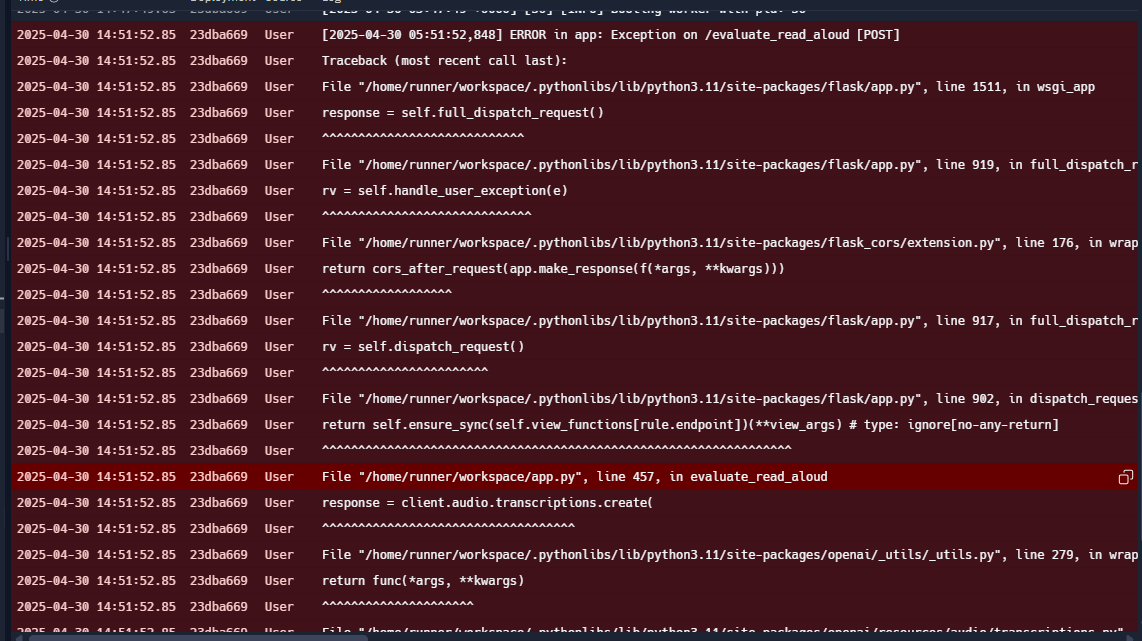 2025-04-30 14:51:52.85 23dba669 User [2025-04-30 05:51:52,848] ERROR in app: Exception on /evaluate_read_aloud [POST]
2025-04-30 14:51:52.85 23dba669 User Traceback (most recent call last):
2025-04-30 14:51:52.85 23dba669 User File "/home/runner/workspace/.pythonlibs/lib/python3.11/site-packages/flask/app.py", line 1511, in wsgi_app
2025-04-30 14:51:52.85 23dba669 User response = self.full_dispatch_request()
2025-04-30 14:51:52.85 23dba669 User ^^^^^^^^^^^^^^^^^^^^^^^^^^^^
2025-04-30 14:51:52.85 23dba669 User File "/home/runner/workspace/.pythonlibs/lib/python3.11/site-packages/flask/app.py", line 919, in full_dispatch_r
2025-04-30 14:51:52.85 23dba669 User rv = self.handle_user_exception(e)
2025-04-30 14:51:52.85 23dba669 User ^^^^^^^^^^^^^^^^^^^^^^^^^^^^^
2025-04-30 14:51:52.85 23dba669 User File "/home/runner/workspace/.pythonlibs/lib/python3.11/site-packages/flask_cors/extension.py", line 176, in wrap
2025-04-30 14:51:52.85 23dba669 User return cors_after_request(app.make_response(f(*args, **kwargs)))
2025-04-30 14:51:52.85 23dba669 User ^^^^^^^^^^^^^^^^^^
2025-04-30 14:51:52.85 23dba669 User File "/home/runner/workspace/.pythonlibs/lib/python3.11/site-packages/flask/app.py", line 917, in full_dispatch_r
2025-04-30 14:51:52.85 23dba669 User rv = self.dispatch_request()
2025-04-30 14:51:52.85 23dba669 User ^^^^^^^^^^^^^^^^^^^^^^^
2025-04-30 14:51:52.85 23dba669 User File "/home/runner/workspace/.pythonlibs/lib/python3.11/site-packages/flask/app.py", line 902, in dispatch_reques
2025-04-30 14:51:52.85 23dba669 User return self.ensure_sync(self.view_functions[rule.endpoint])(**view_args) # type: ignore[no-any-return]
2025-04-30 14:51:52.85 23dba669 User ^^^^^^^^^^^^^^^^^^^^^^^^^^^^^^^^^^^^^^^^^^^^^^^^^^^^^^^^^^^^^^^^^
2025-04-30 14:51:52.85 23dba669 User File "/home/runner/workspace/app.py", line 457, in evaluate_read_aloud
2025-04-30 14:51:52.85 23dba669 User response = client.audio.transcriptions.create(
2025-04-30 14:51:52.85 23dba669 User ^^^^^^^^^^^^^^^^^^^^^^^^^^^^^^^^^^^
2025-04-30 14:51:52.85 23dba669 User File "/home/runner/workspace/.pythonlibs/lib/python3.11/site-packages/openai/_utils/_utils.py", line 279, in wrap
2025-04-30 14:51:52.85 23dba669 User return func(*args, **kwargs)
2025-04-30 14:51:52.85 23dba669 User ^^^^^^^^^^^^^^^^^^^^^